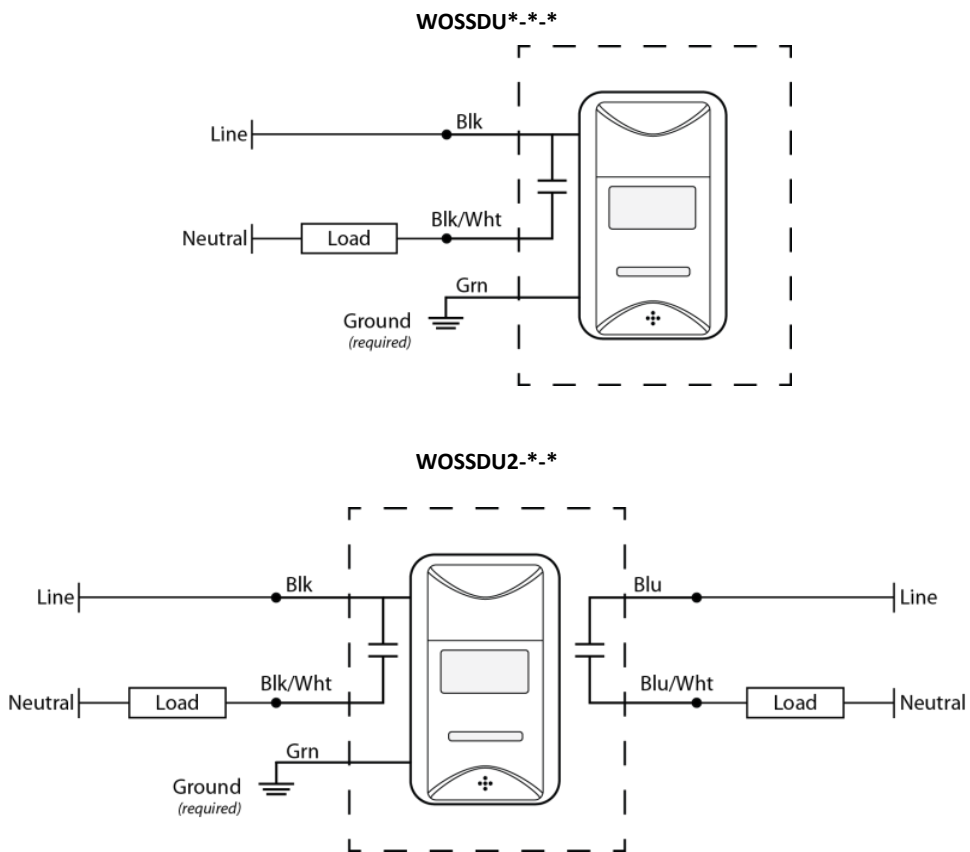 WOSSDU*-*-*
Line
Blk
Neutral
Load
Blk/Wht
Grn
Ground
(required)
WOSSDU2-*-*
Line
Blk
Blu
Line
Neutral
Load
Blk/Wht
Blu/Wht
Load
Neutral
Grn
Ground
(required)